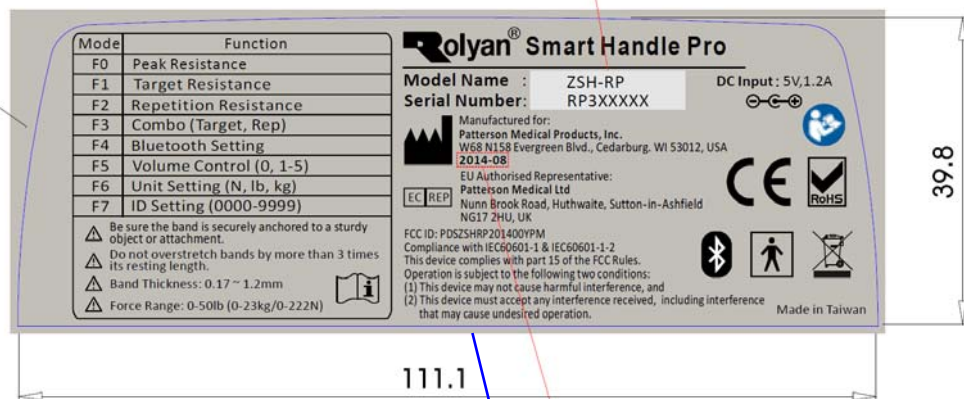 Mode Function
F0 Peak Resistance
F1 Target Resistance
F2 Repetition Resistance
F3 Combo (Target, Rep)
F4 Bluetooth Setting
F5 Volume Control (0, 1-5)
F6 Unit Setting (N, lb, kg)
F7 ID Setting (0000-9999)
Be sure the band is securely anchored to a sturdy
object or attachment.
Do not overstretch bands by more than 3 times
its resting length.
Band Thickness: 0.17 ~ 1.2mm
Force Range: 0-50lb (0-23kg/0-222N)
Rolyan® Smart Handle Pro
Model Name : ZSH-RP
Serial Number: RP3XXXXX
DC Input : 5V,1.2A
Manufactured for:
Patterson Medical Products, Inc.
W68 N158 Evergreen Blvd., Cedarburg. WI 53012, USA
2014-08
EC REP
EU Authorised Representative:
Patterson Medical Ltd
Nunn Brook Road, Huthwaite, Sutton-in-Ashfield
NG17 2HU, UK
CE
RoHS
FCC ID: PDSZSHRP201400YPM
Compliance with IEC60601-1 & IEC60601-1-2
This device complies with part 15 of the FCC Rules.
Operation is subject to the following two conditions:
(1) This device may not cause harmful interference, and
(2) This device must accept any interference received, including interference
that may cause undesired operation.
Made in Taiwan
39.8
111.1